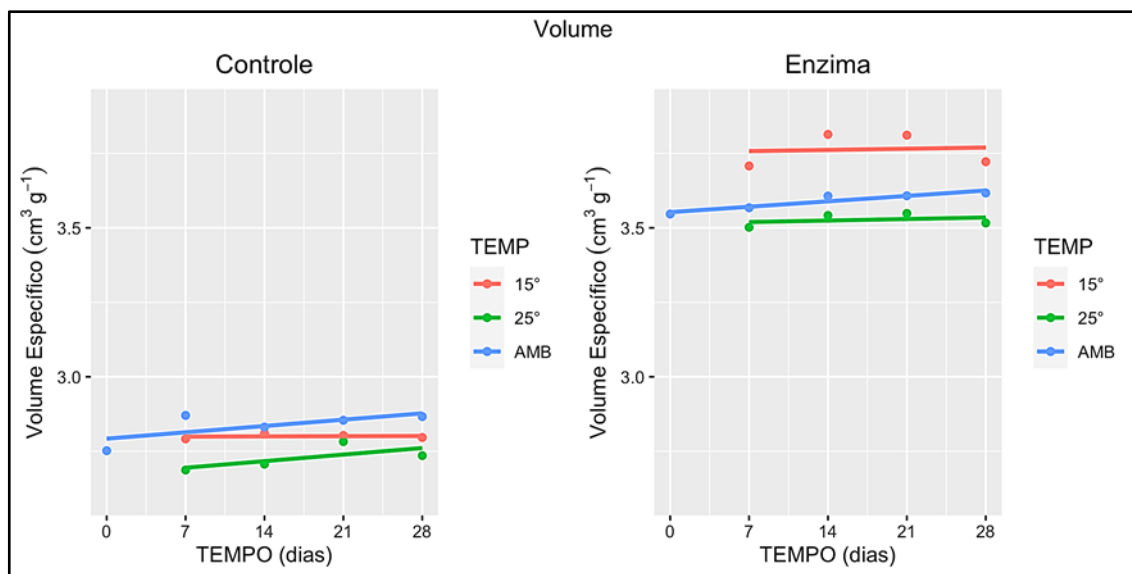 Volume
Controle
Volume Específico (cm³ g⁻¹)
3.5
3.0
0 7 14 21 28
TEMPO (dias)
TEMP
15°
25°
AMB
Enzima
Volume Específico (cm³ g⁻¹)
3.5
3.0
0 7 14 21 28
TEMPO (dias)
TEMP
15°
25°
AMB